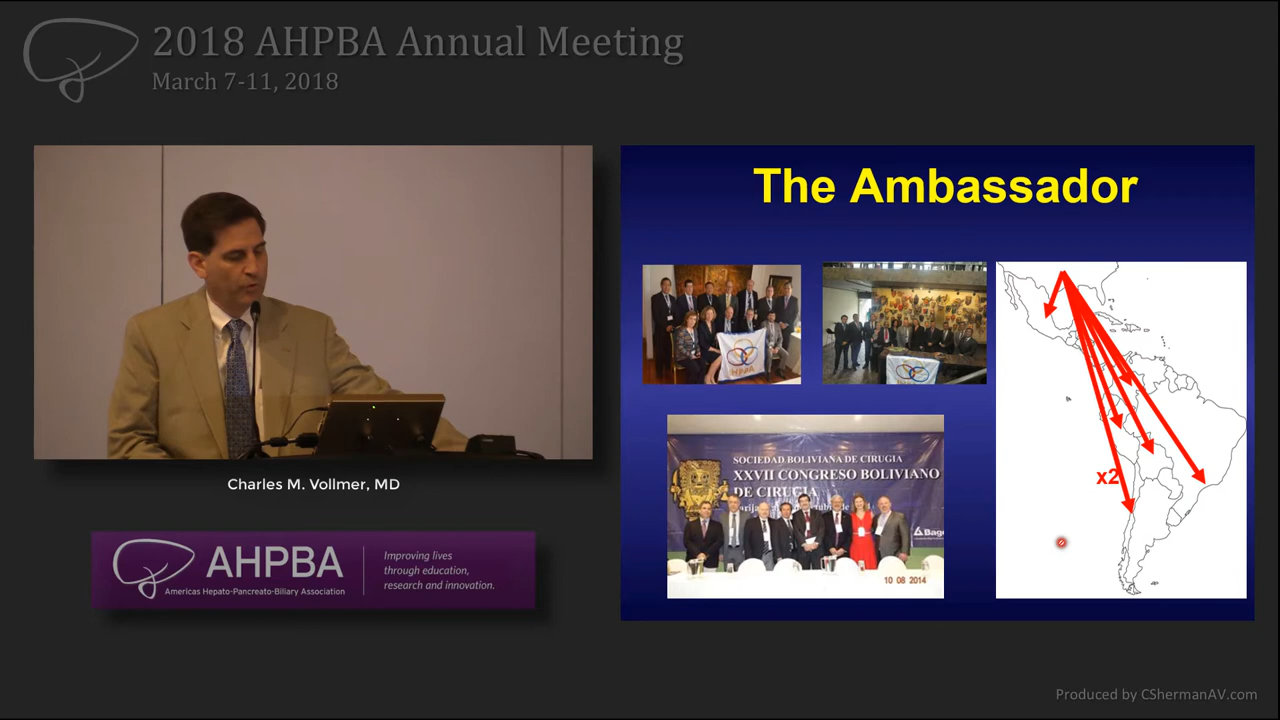 2018 AHPBA Annual Meeting
March 7-11, 2018
Charles M. Vollmer, MD
AHPBA
Americas Hepato-Pancreato-Biliary Association
Improving lives
through education,
research and innovation.
The Ambassador
HPBA
SOCIEDAD BOLIVIANA DE CIRUGIA
XXVII CONGRESO BOLIVIANO
DE CIRUGIA
10 08 2014
x2
Produced by CShermanAV.com